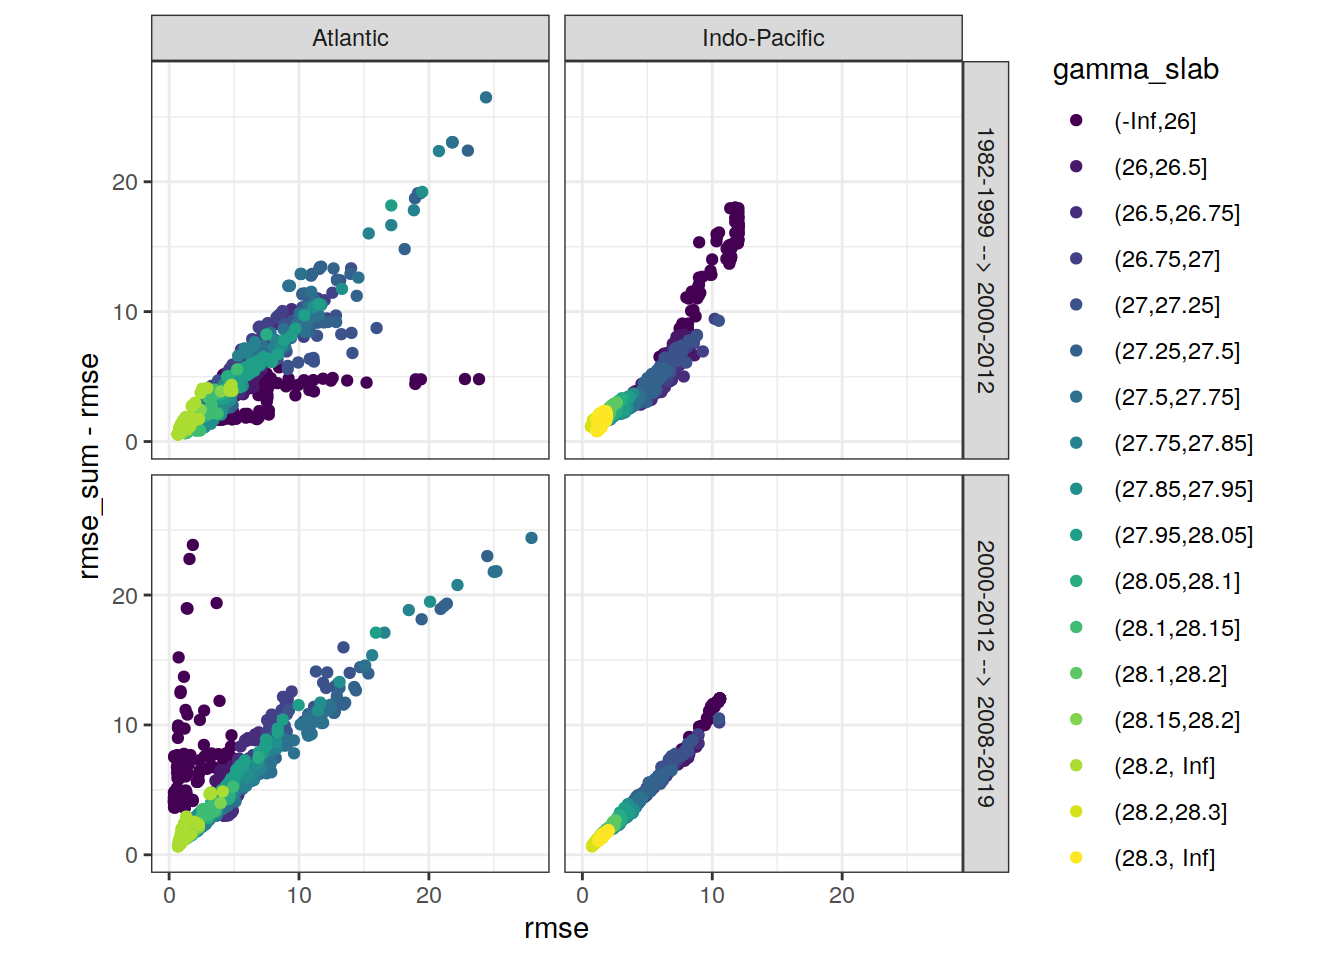 Atlantic
Indo-Pacific
20
10
0
1982-1999 --> 2000-2012
20
10
0
2000-2012 --> 2008-2019
0
10
20
0
10
20
rmse
rmse_sum - rmse
gamma_slab
(-Inf,26]
(26,26.5]
(26.5,26.75]
(26.75,27]
(27,27.25]
(27.25,27.5]
(27.5,27.75]
(27.75,27.85]
(27.85,27.95]
(27.95,28.05]
(28.05,28.1]
(28.1,28.15]
(28.1,28.2]
(28.15,28.2]
(28.2, Inf]
(28.2,28.3]
(28.3, Inf]